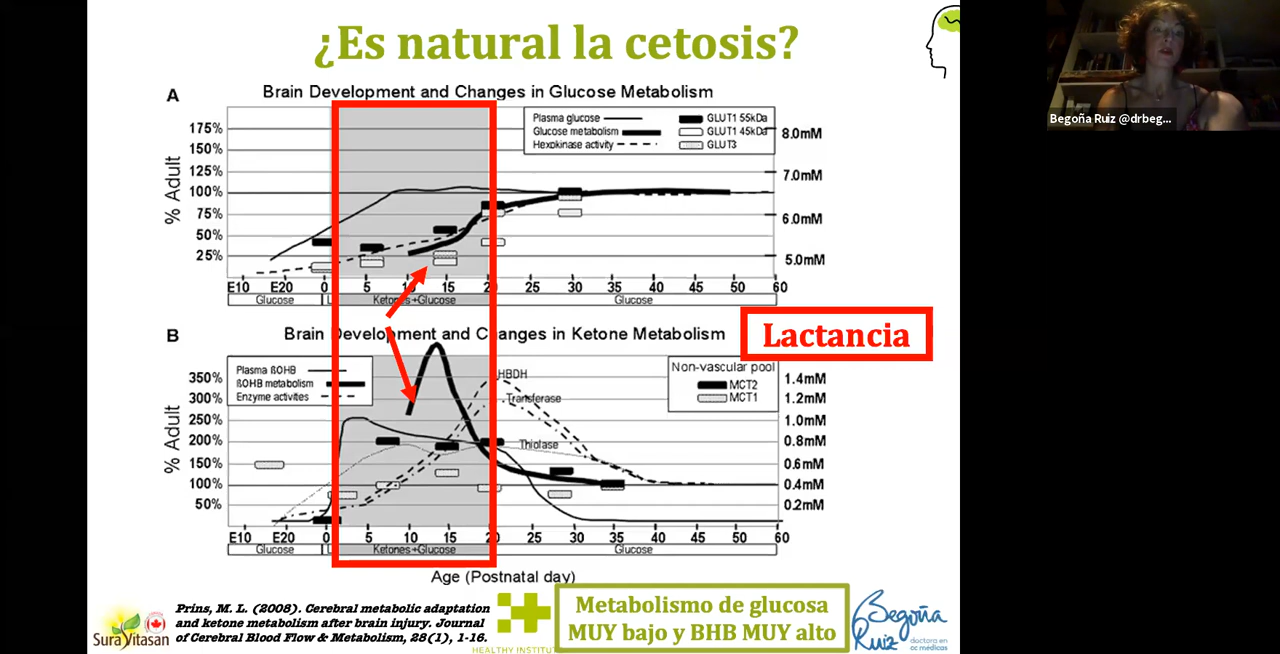 ¿Es natural la cetosis?
Begoña Ruiz @drbeg...
A
Brain Development and Changes in Glucose Metabolism
Plasma glucose
Glucose metabolism
Hexokinase activity
GLUT1 55kDa
GLUT1 45kDa
GLUT3
% Adult
175%
150%
125%
100%
75%
50%
25%
8.0mM
7.0mM
6.0mM
5.0mM
E10 E20 0 5 10 15 20 25 30 35 40 45 50 60
Glucose L Ketones+Glucose Glucose
Lactancia
B
Brain Development and Changes in Ketone Metabolism
Plasma ßOHB
ßOHB metabolism
Enzyme activites
Non-vascular pool
MCT2
MCT1
HBDH
Transferase
Thiolase
% Adult
350%
300%
250%
200%
150%
100%
50%
1.4mM
1.2mM
1.0mM
0.8mM
0.6mM
0.4mM
0.2mM
E10 E20 0 5 10 15 20 25 30 35 40 45 50 60
Glucose L Ketones+Glucose Glucose
Age (Postnatal day)
Prins, M. L. (2008). Cerebral metabolic adaptation
and ketone metabolism after brain injury. Journal
of Cerebral Blood Flow & Metabolism, 28(1), 1-16.
Sura Vitasan
HEALTHY INSTITU
Metabolismo de glucosa
MUY bajo y BHB MUY alto
Begoña
Ruiz
doctora en
cc médicas